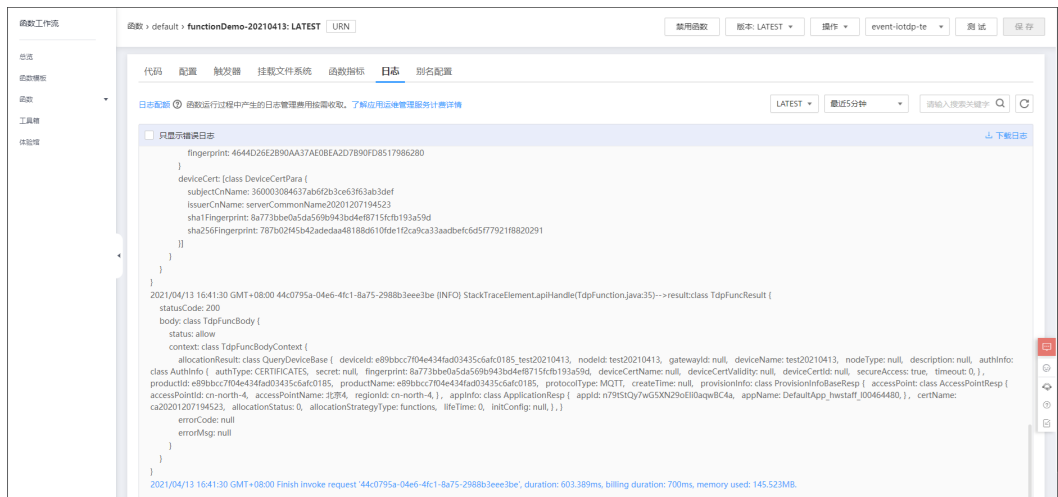 函数工作流
函数 › default › functionDemo-20210413: LATEST URN
禁用函数 版本: LATEST 操作 event-iotdp-te 测 试 保 存
总览
函数模板
函数
工具箱
体验馆
代码 配置 触发器 挂载文件系统 函数指标 日志 别名配置
日志配额 函数运行过程中产生的日志管理费用按需收取。了解应用运维管理服务计费详情
LATEST 最近5分钟 请输入搜索关键字
只显示错误日志 下载日志
fingerprint: 4644D26E2B90AA37AE0BEA2D7B90FD8517986280
}
deviceCert: [class DeviceCertPara {
subjectCnName: 360003084637ab6f2b3ce63f63ab3def
issuerCnName: serverCommonName20201207194523
sha1Fingerprint: 8a773bbe0a5da569b943bd4ef8715fcfb193a59d
sha256Fingerprint: 787b02f45b42adedaa48188d610fde1f2ca9ca33aadbefc6d5f77921f8820291
}]
}
}
}
2021/04/13 16:41:30 GMT+08:00 44c0795a-04e6-4fc1-8a75-2988b3eee3be {INFO} StackTraceElement.apiHandle(TdpFunction.java:35)-->result:class TdpFuncResult {
statusCode: 200
body: class TdpFuncBody {
status: allow
context: class TdpFuncBodyContext {
allocationResult: class QueryDeviceBase { deviceId: e89bbcc7f04e434fad03435c6afc0185_test20210413, nodeId: test20210413, gatewayId: null, deviceName: test20210413, nodeType: null, description: null, authInfo:
class AuthInfo { authType: CERTIFICATES, secret: null, fingerprint: 8a773bbe0a5da569b943bd4ef8715fcfb193a59d, deviceCertName: null, deviceCertValidity: null, deviceCertId: null, secureAccess: true, timeout: 0, } ,
productId: e89bbcc7f04e434fad03435c6afc0185, productName: e89bbcc7f04e434fad03435c6afc0185, protocolType: MQTT, createTime: null, provisionInfo: class ProvisionInfoBaseResp { accessPoint: class AccessPointResp {
accessPointId: cn-north-4, accessPointName: 北京4, regionId: cn-north-4, } , appInfo: class ApplicationResp { appId: n79tStQy7wG5XN29oEIi0aqwBC4a, appName: DefaultApp_hwstaff_l00464480, } , certName:
ca20201207194523, allocationStatus: 0, allocationStrategyType: functions, lifeTime: 0, initConfig: null, } , }
errorCode: null
errorMsg: null
}
}
}
2021/04/13 16:41:30 GMT+08:00 Finish invoke request '44c0795a-04e6-4fc1-8a75-2988b3eee3be', duration: 603.389ms, billing duration: 700ms, memory used: 145.523MB.